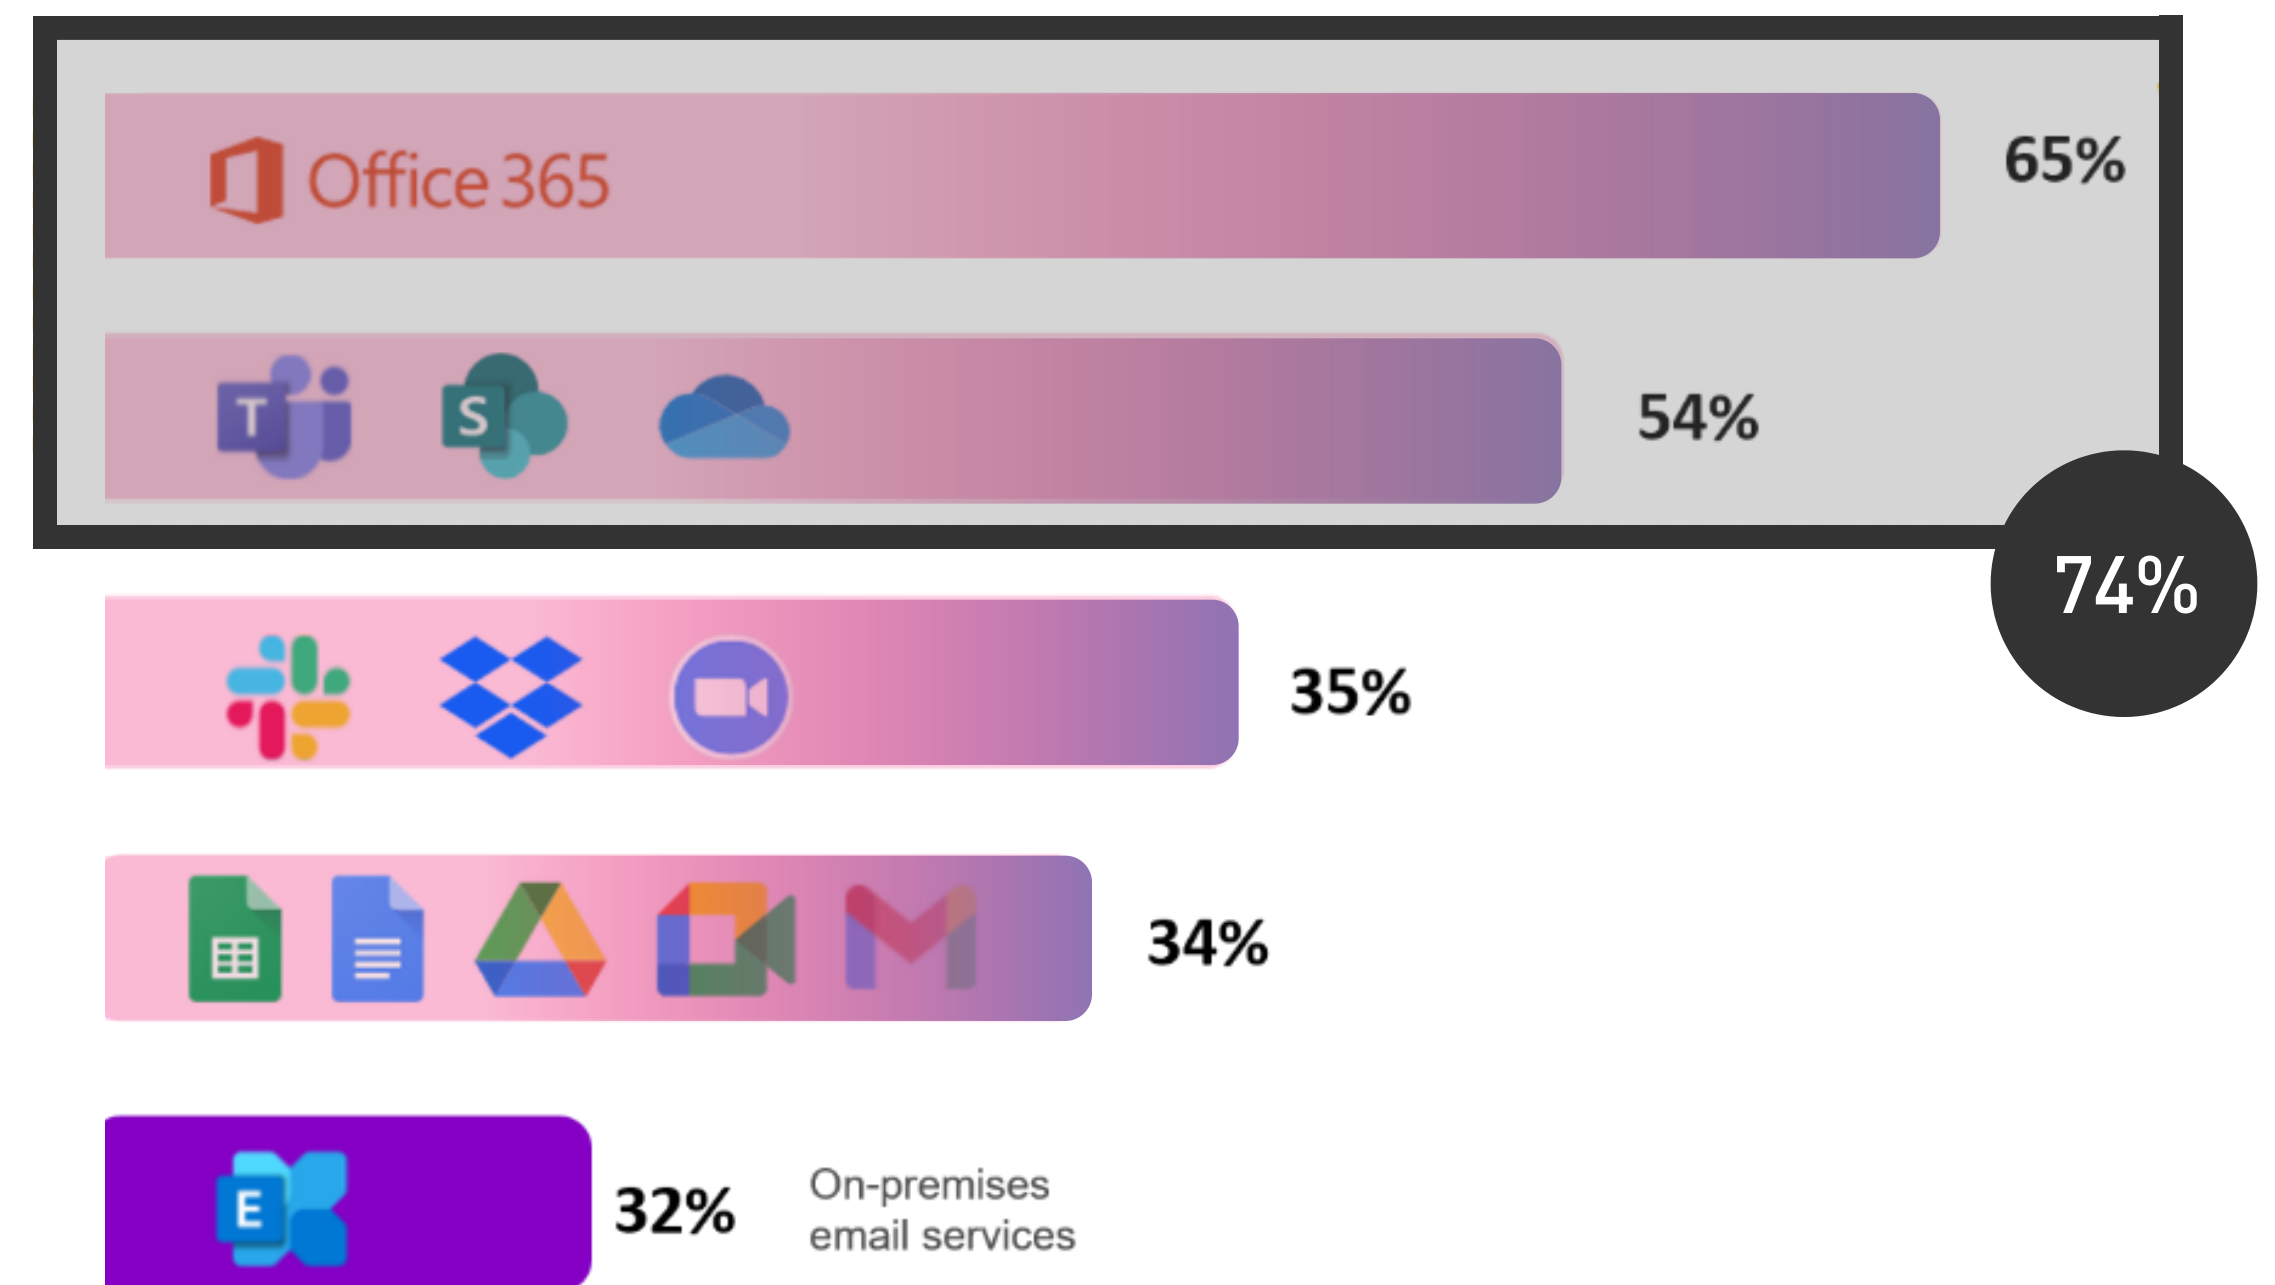 Office 365
65%
T
S
54%
74%
35%
34%
E
32%
On-premises
email services